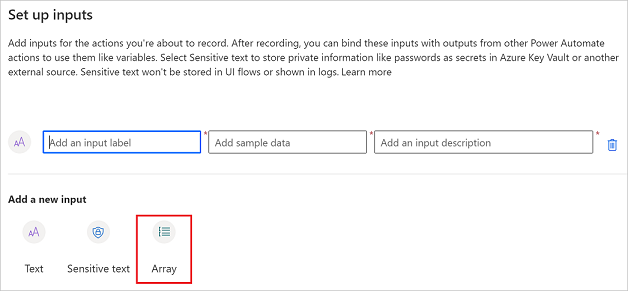 Set up inputs
Add inputs for the actions you're about to record. After recording, you can bind these inputs with outputs from other Power Automate
actions to use them like variables. Select Sensitive text to store private information like passwords as secrets in Azure Key Vault or another
external source. Sensitive text won't be stored in UI flows or shown in logs. Learn more
AA Add an input label * Add sample data * Add an input description *
Add a new input
AA
Text Sensitive text Array